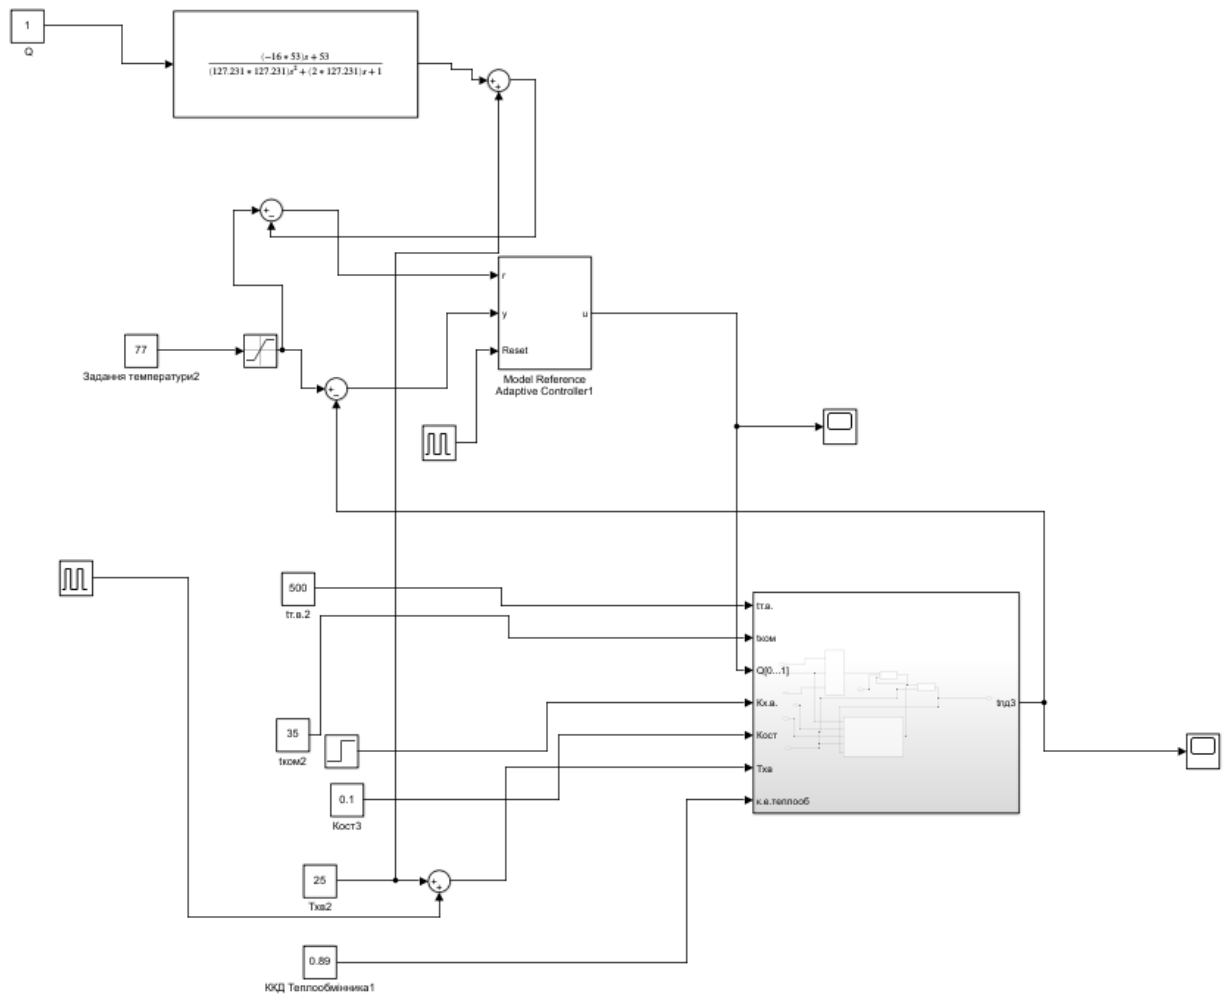 1
Q
(−16 * 53)s + 53
(127.231 * 127.231)s² + (2 * 127.231)s + 1
r
y
u
Reset
77
Задання температури2
Model Reference
Adaptive Controller1
500
tг.в.2
tг.в.
tком
Q[0...1]
Кх.в.
tпд3
35
tком2
Кост
Тхв
0.1
Кост3
к.е.теплооб
25
Тхв2
0.89
ККД Теплообмінника1